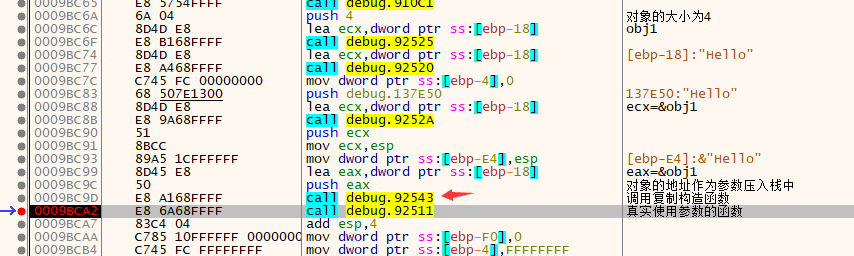 0009BC65 E8 5754FFFF call debug.910C1
0009BC6A 6A 04 push 4 对象的大小为4
0009BC6C 8D4D E8 lea ecx,dword ptr ss:[ebp-18] obj1
0009BC6F E8 B168FFFF call debug.92525
0009BC74 8D4D E8 lea ecx,dword ptr ss:[ebp-18] [ebp-18]:"Hello"
0009BC77 E8 A468FFFF call debug.92520
0009BC7C C745 FC 00000000 mov dword ptr ss:[ebp-4],0
0009BC83 68 507E1300 push debug.137E50 137E50:"Hello"
0009BC88 8D4D E8 lea ecx,dword ptr ss:[ebp-18] ecx=&obj1
0009BC8B E8 9A68FFFF call debug.9252A
0009BC90 51 push ecx
0009BC91 8BCC mov ecx,esp
0009BC93 89A5 1CFFFFFF mov dword ptr ss:[ebp-E4],esp [ebp-E4]:&"Hello"
0009BC99 8D45 E8 lea eax,dword ptr ss:[ebp-18] eax=&obj1
0009BC9C 50 push eax 对象的地址作为参数压入栈中
0009BC9D E8 A168FFFF call debug.92543 调用复制构造函数
0009BCA2 E8 6A68FFFF call debug.92511 真实使用参数的函数
0009BCA7 83C4 04 add esp,4
0009BCAA C785 10FFFFFF 0000000 mov dword ptr ss:[ebp-F0],0
0009BCB4 C745 FC FFFFFFFF mov dword ptr ss:[ebp-4],FFFFFFFF